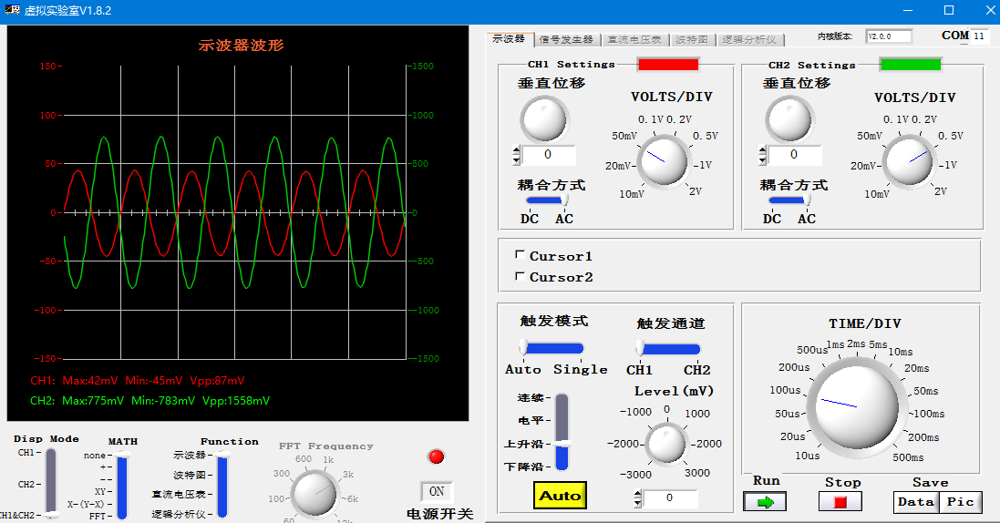 虚拟实验室V1.8.2
示波器 信号发生器 直流电压表 波特图 逻辑分析仪 内核版本: V2.0.0 COM 11
示波器波形
150 1500
100 1000
50 500
0 0
-50 -500
-100 -1000
-150 -1500
CH1: Max:42mV Min:-45mV Vpp:87mV
CH2: Max:775mV Min:-783mV Vpp:1558mV
CH1 Settings
垂直位移
0
耦合方式
DC AC
VOLTS/DIV
0.1V 0.2V
50mV 0.5V
20mV 1V
10mV 2V
CH2 Settings
垂直位移
0
耦合方式
DC AC
VOLTS/DIV
0.1V 0.2V
50mV 0.5V
20mV 1V
10mV 2V
Cursor1
Cursor2
触发模式
Auto Single
触发通道
CH1 CH2
连续
电平
上升沿
下降沿
Level(mV)
-1000 0 1000
-2000 2000
-3000 3000
Auto
0
TIME/DIV
1ms 2ms 5ms
500us 10ms
200us 20ms
100us 50ms
50us 100ms
20us 200ms
10us 500ms
Run Stop Save
Data Pic
Disp Mode
CH1
CH2
CH1&CH2
MATH
none
+
--
XY
X-(Y-X)
FFT
Function
示波器
波特图
直流电压表
逻辑分析仪
FFT Frequency
600 1k
300 3k
100 6k
60 12k
ON
电源开关